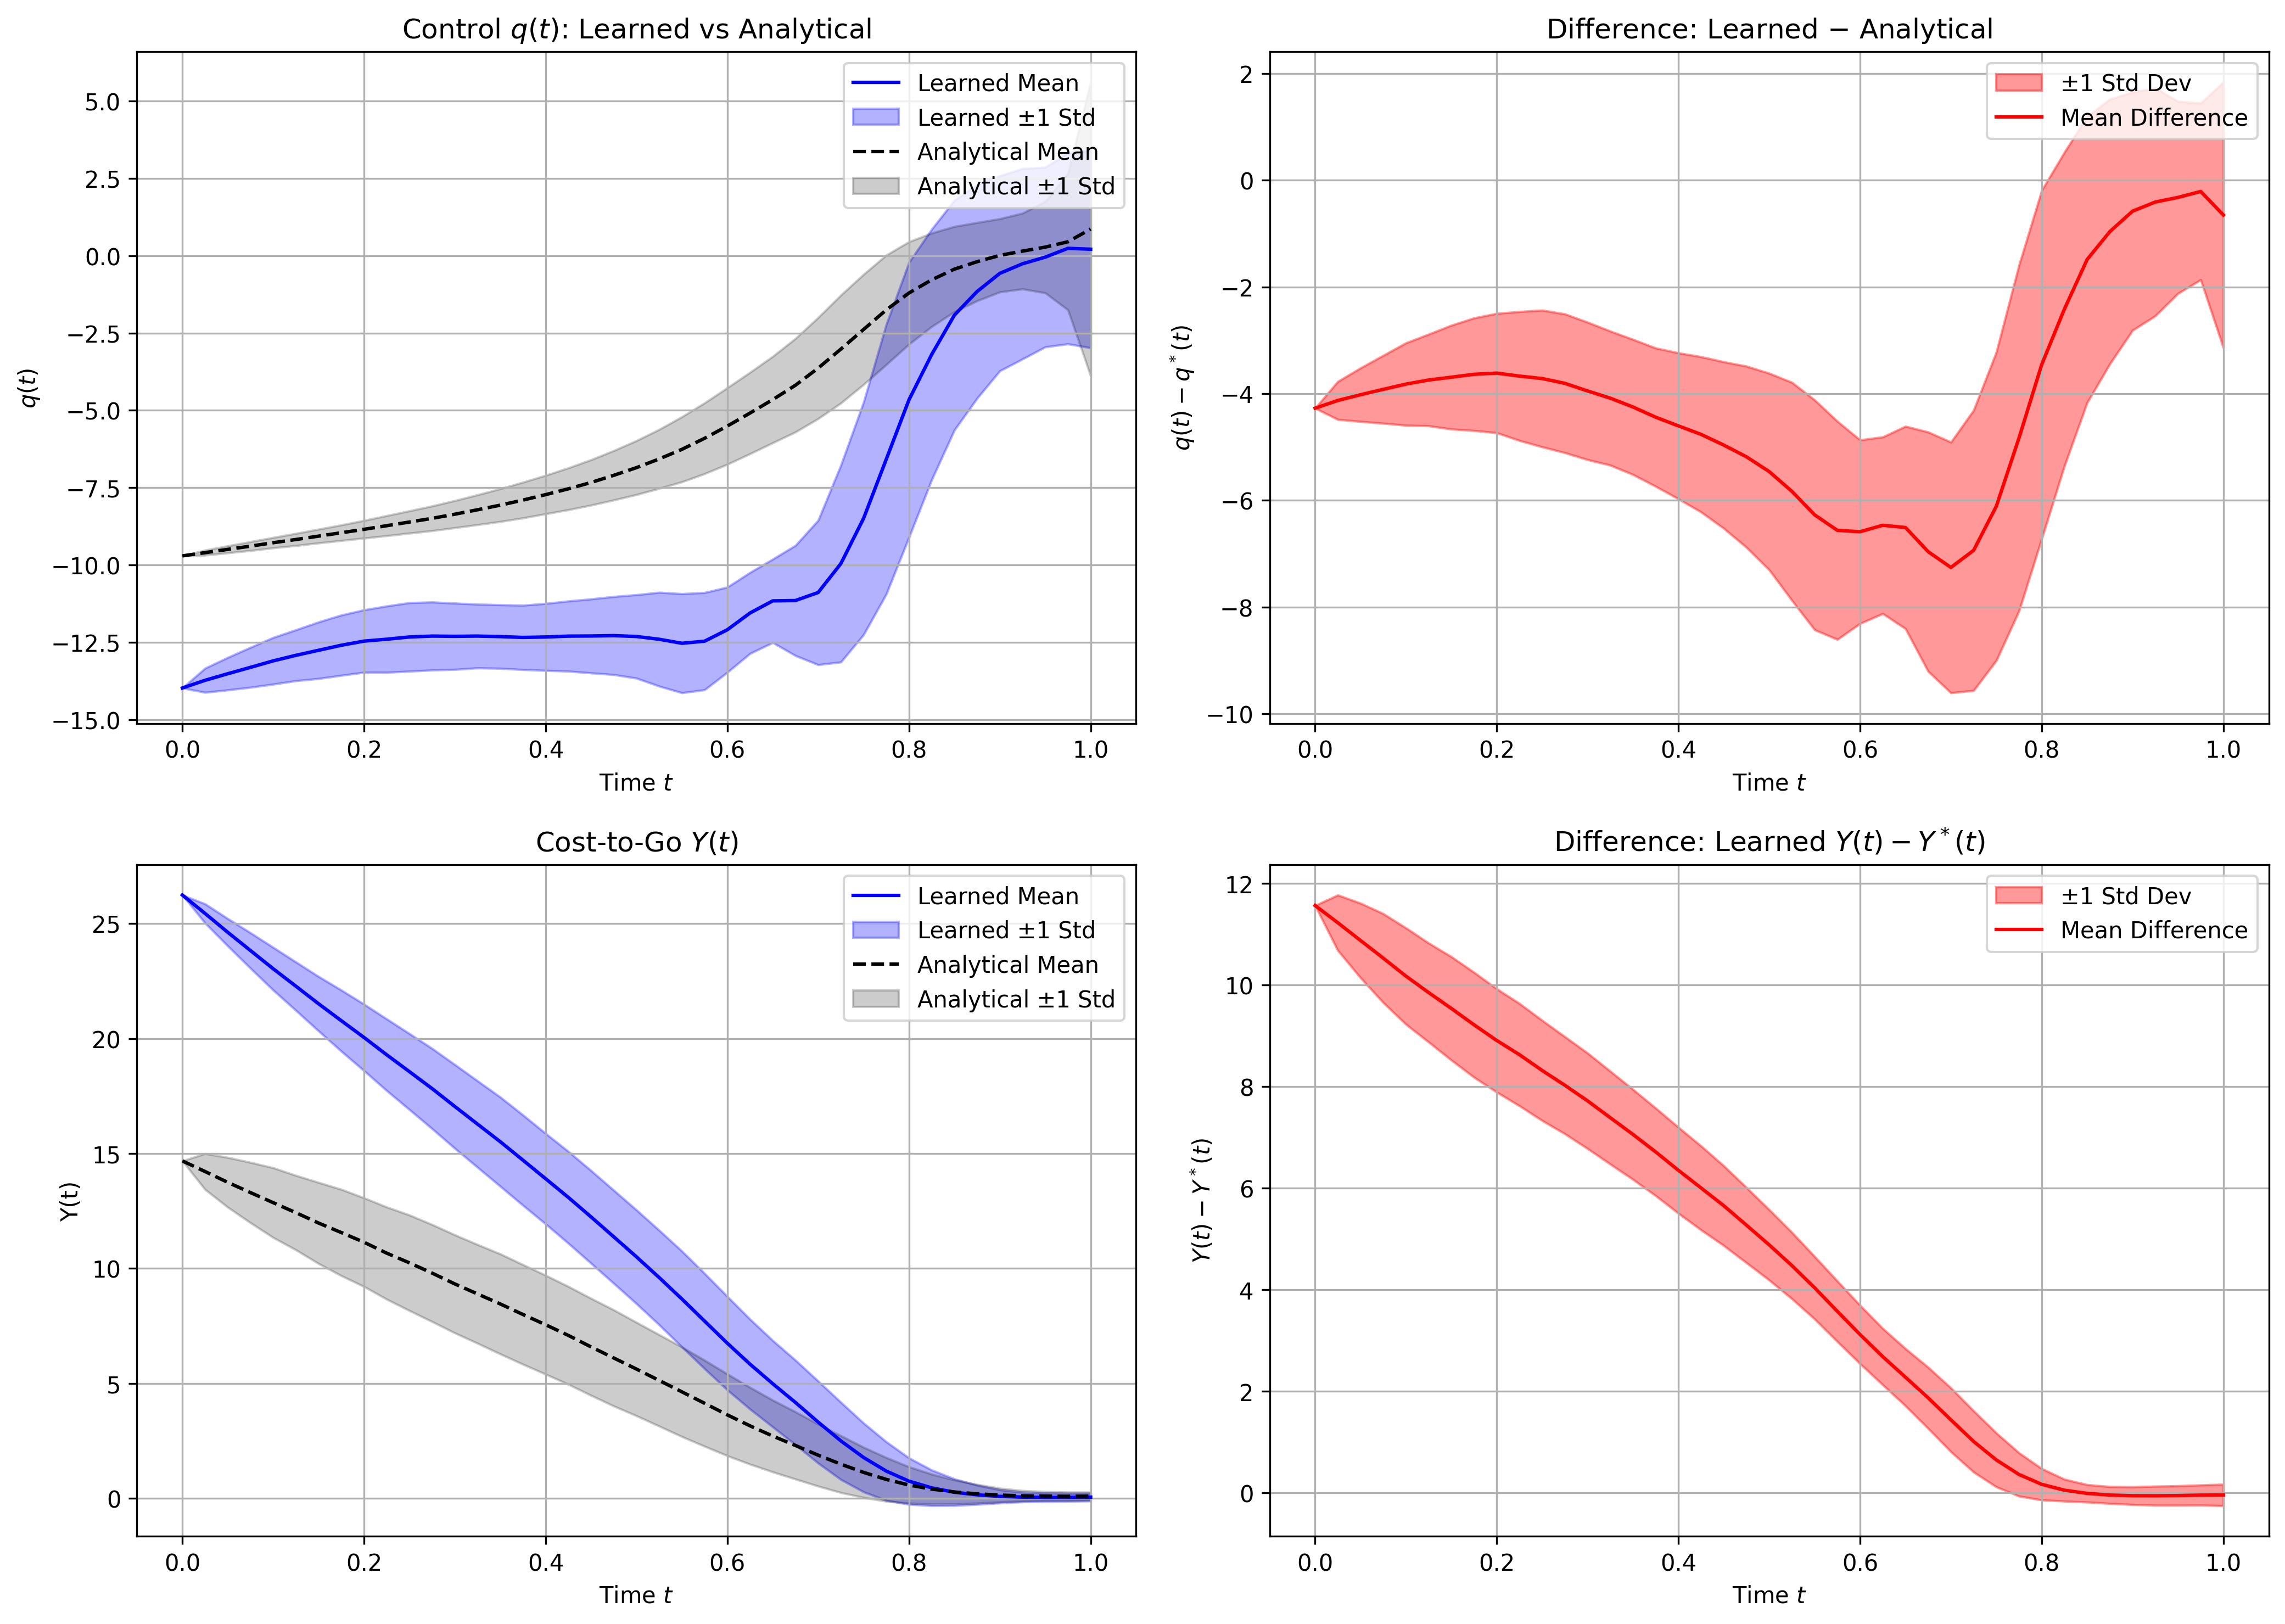 Control q(t): Learned vs Analytical
Learned Mean
Learned ±1 Std
Analytical Mean
Analytical ±1 Std
q(t)
5.0
2.5
0.0
−2.5
−5.0
−7.5
−10.0
−12.5
−15.0
0.0 0.2 0.4 0.6 0.8 1.0
Time t
Difference: Learned − Analytical
±1 Std Dev
Mean Difference
q(t) − q*(t)
2
0
−2
−4
−6
−8
−10
0.0 0.2 0.4 0.6 0.8 1.0
Time t
Cost-to-Go Y(t)
Learned Mean
Learned ±1 Std
Analytical Mean
Analytical ±1 Std
Y(t)
25
20
15
10
5
0
0.0 0.2 0.4 0.6 0.8 1.0
Time t
Difference: Learned Y(t) − Y*(t)
±1 Std Dev
Mean Difference
Y(t) − Y*(t)
12
10
8
6
4
2
0
0.0 0.2 0.4 0.6 0.8 1.0
Time t